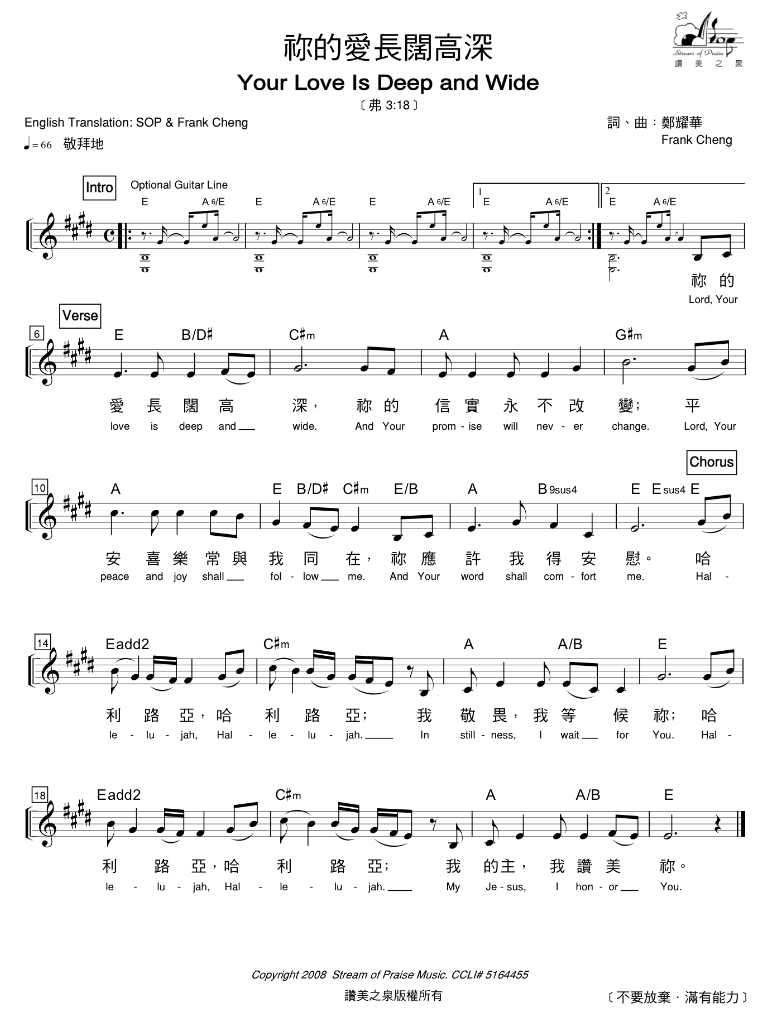 祢的愛長闊高深
Stream of Praise
讚美之泉
Your Love Is Deep and Wide
〔弗 3:18〕
English Translation: SOP & Frank Cheng
詞、曲：鄭耀華
♩=66 敬拜地
Frank Cheng
Intro
Optional Guitar Line
1 2
E A6/E E A6/E E A6/E E A6/E E A6/E
祢 的
Lord, Your
Verse
6
E B/D♯ C♯m A G♯m
愛 長 闊 高 深， 祢 的 信 實 永 不 改 變； 平
love is deep and ___ wide. And Your prom - ise will nev - er change. Lord, Your
Chorus
10
A E B/D♯ C♯m E/B A B9sus4 E Esus4 E
安 喜 樂 常 與 我 同 在， 祢 應 許 我 得 安 慰。 哈
peace and joy shall ___ fol - low ___ me. And Your word shall com - fort me. Hal -
14
Eadd2 C♯m A A/B E
利 路 亞，哈 利 路 亞； 我 敬 畏，我 等 候 祢；哈
le - lu - jah, Hal - le - lu - jah. ___ In still - ness, I wait ___ for You. Hal -
18
Eadd2 C♯m A A/B E
利 路 亞，哈 利 路 亞； 我 的主， 我 讚 美 祢。
le - lu - jah, Hal - le - lu - jah. ___ My Je - sus, I hon - or ___ You.
Copyright 2008 Stream of Praise Music. CCLI# 5164455
讚美之泉版權所有
〔不要放棄．滿有能力〕